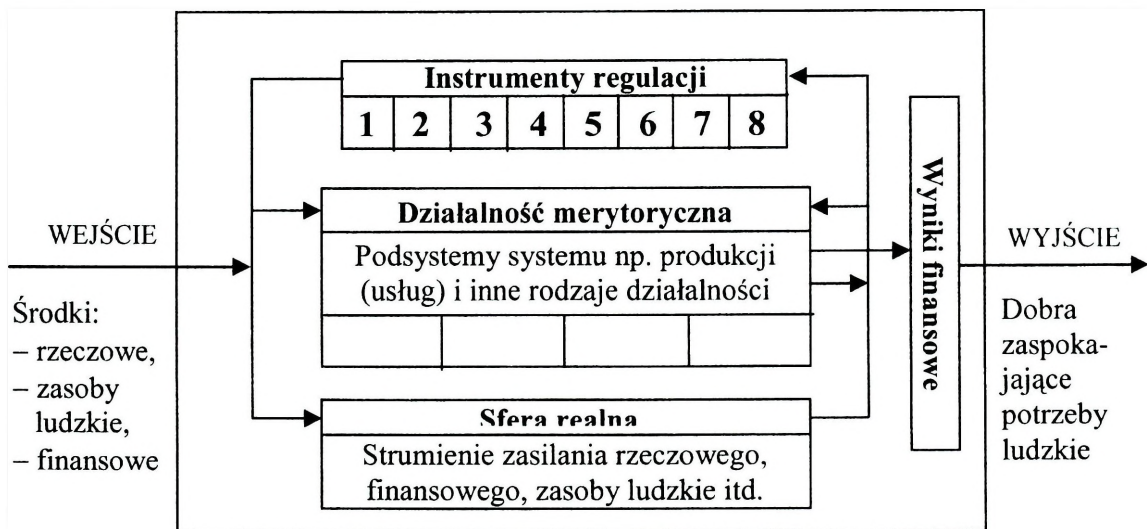 Instrumenty regulacji
1 2 3 4 5 6 7 8
Działalność merytoryczna
Podsystemy systemu np. produkcji
(usług) i inne rodzaje działalności
Sfera realna
Strumienie zasilania rzeczowego,
finansowego, zasoby ludzkie itd.
WEJŚCIE
Środki:
– rzeczowe,
– zasoby
ludzkie,
– finansowe
Wyniki finansowe
WYJŚCIE
Dobra
zaspoka-
jające
potrzeby
ludzkie